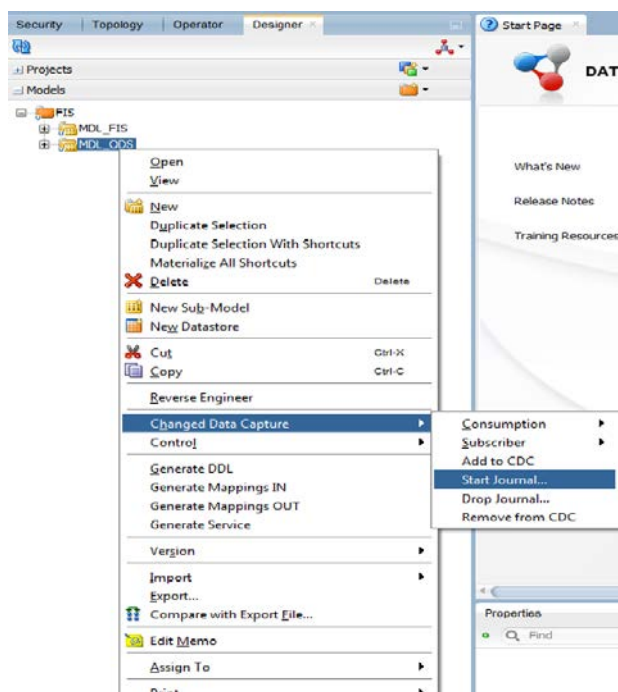 Security Topology Operator Designer
Start Page
Projects
Models
DAT
FIS
MDL_FIS
MDL_ODS
What's New
Release Notes
Training Resources
Open
View
New
Duplicate Selection
Duplicate Selection With Shortcuts
Materialize All Shortcuts
Delete Delete
New Sub-Model
New Datastore
Cut Ctrl-X
Copy Ctrl-C
Reverse Engineer
Changed Data Capture
Control
Consumption
Subscriber
Add to CDC
Start Journal...
Drop Journal...
Remove from CDC
Generate DDL
Generate Mappings IN
Generate Mappings OUT
Generate Service
Version
Import
Export...
Compare with Export File...
Edit Memo
Assign To
Print
Properties
Find